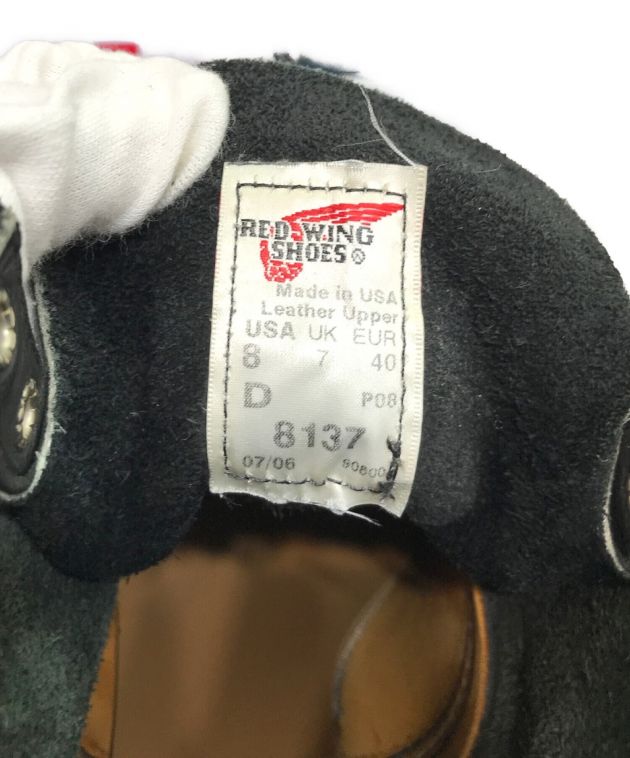 RED WING
SHOES ®
Made in USA
Leather Upper
USA UK EUR
8 7 40
D P08
8137
07/06